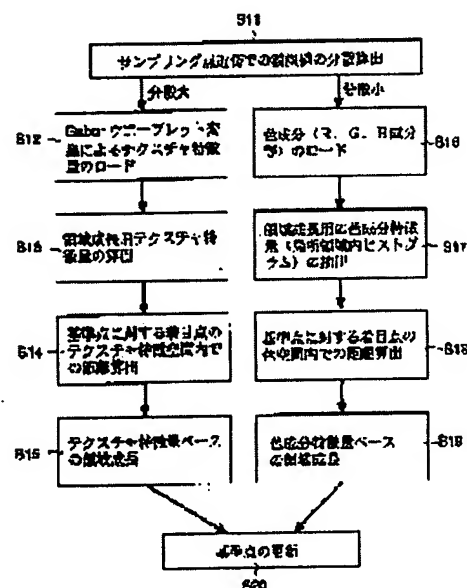 S11
サンプリング点近傍での画像値の分散算出
分散大
分散小
S12
Gabor ウェーブレット変
換によるテクスチャ特徴
量のロード
色成分(R、G、B成分
等)のロード
S16
S13
領域成長用テクスチャ特
徴量の算出
領域成長用の色成分特徴
量(局所領域内ヒストグ
ラム)の抽出
S17
S14
基準点に対する着目点の
テクスチャ特徴空間内で
の距離算出
基準点に対する着目点の
色空間内での距離算出
S18
S15
テクスチャ特徴量ベース
の領域成長
色成分特徴量ベース
の領域成長
S19
基準点の更新
S20